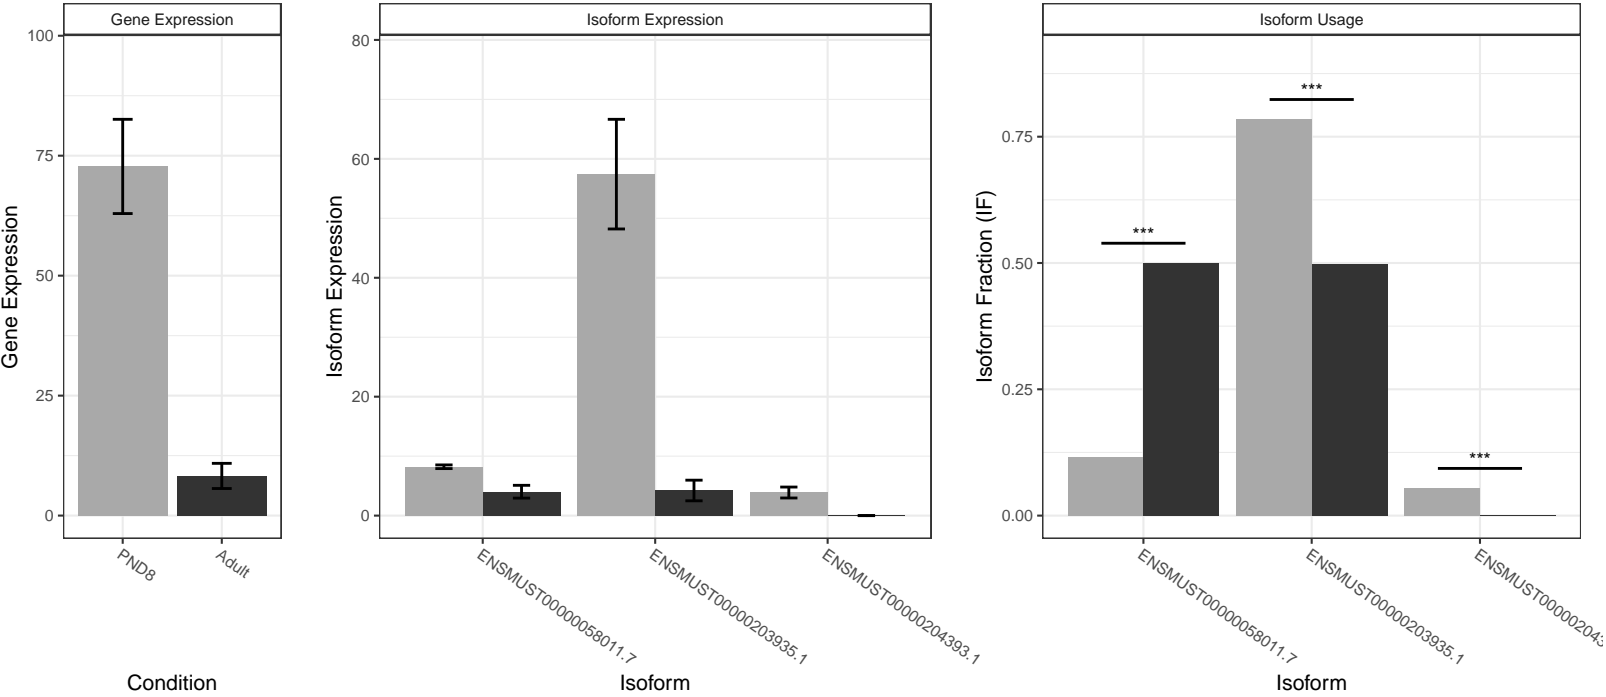 Gene Expression
Isoform Expression
Isoform Usage
Gene Expression
100
75
50
25
0
PND8
Adult
Condition
Isoform Expression
80
60
40
20
0
ENSMUST00000058011.7
ENSMUST00000203935.1
ENSMUST00000204393.1
Isoform
Isoform Fraction (IF)
0.75
0.50
0.25
0.00
***
***
***
ENSMUST00000058011.7
ENSMUST00000203935.1
ENSMUST00000204
Isoform